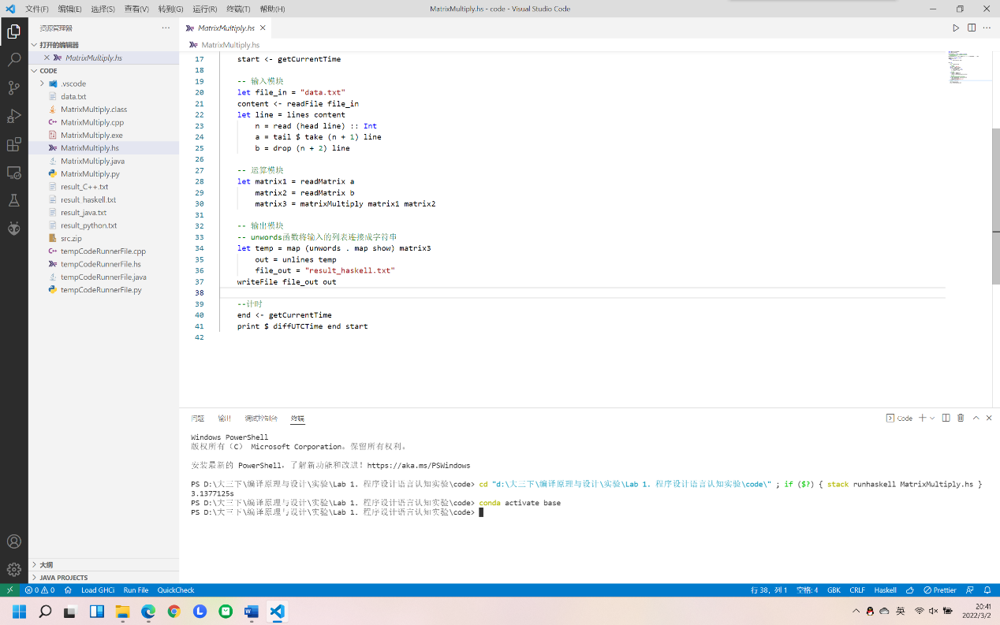 文件(F) 编辑(E) 选择(S) 查看(V) 转到(G) 运行(R) 终端(T) 帮助(H) MatrixMultiply.hs - code - Visual Studio Code
资源管理器
打开的编辑器
MatrixMultiply.hs
CODE
.vscode
data.txt
MatrixMultiply.class
MatrixMultiply.cpp
MatrixMultiply.exe
MatrixMultiply.hs
MatrixMultiply.java
MatrixMultiply.py
result_C++.txt
result_haskell.txt
result_java.txt
result_python.txt
src.zip
tempCodeRunnerFile.cpp
tempCodeRunnerFile.hs
tempCodeRunnerFile.java
tempCodeRunnerFile.py
大纲
JAVA PROJECTS
MatrixMultiply.hs
MatrixMultiply.hs
17 start <- getCurrentTime
18
19 -- 输入模块
20 let file_in = "data.txt"
21 content <- readFile file_in
22 let line = lines content
23 n = read (head line) :: Int
24 a = tail $ take (n + 1) line
25 b = drop (n + 2) line
26
27 -- 运算模块
28 let matrix1 = readMatrix a
29 matrix2 = readMatrix b
30 matrix3 = matrixMultiply matrix1 matrix2
31
32 -- 输出模块
33 -- unwords函数将输入的列表连接成字符串
34 let temp = map (unwords . map show) matrix3
35 out = unlines temp
36 file_out = "result_haskell.txt"
37 writeFile file_out out
38
39 --计时
40 end <- getCurrentTime
41 print $ diffUTCTime end start
42
问题 输出 调试控制台 终端 Code
Windows PowerShell
版权所有（C） Microsoft Corporation。保留所有权利。
安装最新的 PowerShell，了解新功能和改进！https://aka.ms/PSWindows
PS D:\大三下\编译原理与设计\实验\Lab 1. 程序设计语言认知实验\code> cd "d:\大三下\编译原理与设计\实验\Lab 1. 程序设计语言认知实验\code\" ; if ($?) { stack runhaskell MatrixMultiply.hs }
3.1377125s
PS D:\大三下\编译原理与设计\实验\Lab 1. 程序设计语言认知实验\code> conda activate base
PS D:\大三下\编译原理与设计\实验\Lab 1. 程序设计语言认知实验\code>
0 0 Load GHCi Run File QuickCheck 行 38，列 1 空格: 4 GBK CRLF Haskell Prettier
英 20:41
2022/3/2